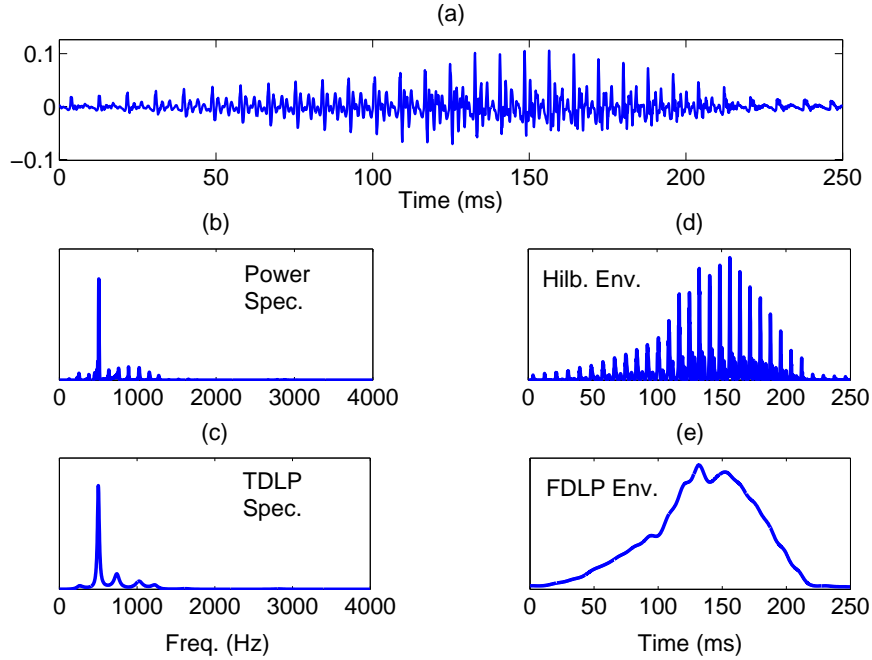 (a)
0.1
0
−0.1
0 50 100 150 200 250
Time (ms)
(b)
Power
Spec.
0 1000 2000 3000 4000
(d)
Hilb. Env.
0 50 100 150 200 250
(c)
TDLP
Spec.
0 1000 2000 3000 4000
Freq. (Hz)
(e)
FDLP Env.
0 50 100 150 200 250
Time (ms)